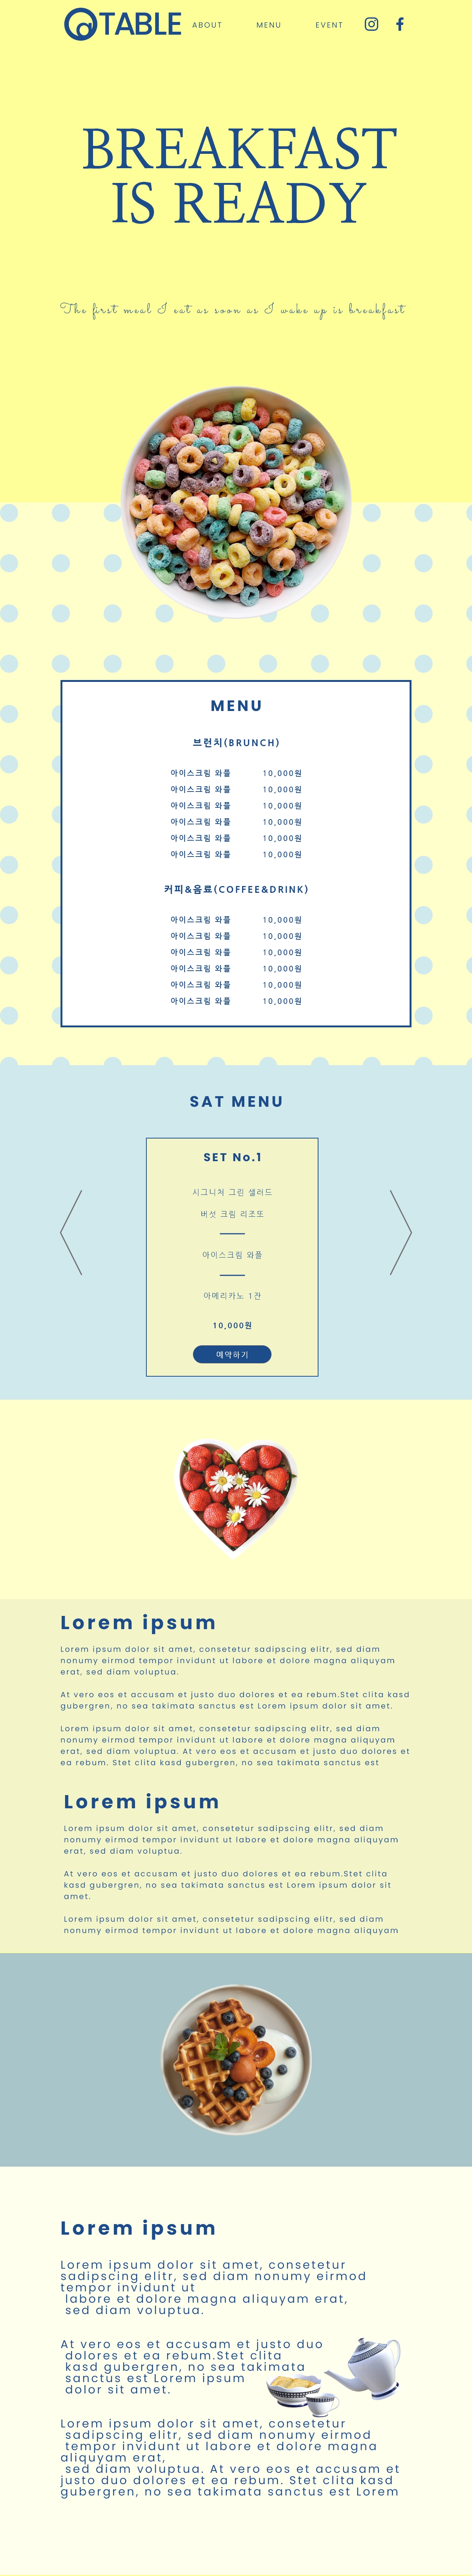 @TABLE ABOUT MENU EVENT
BREAKFAST
IS READY
The first meal I eat as soon as I wake up is breakfast
MENU
브런치(BRUNCH)
아이스크림 와플 10,000원
아이스크림 와플 10,000원
아이스크림 와플 10,000원
아이스크림 와플 10,000원
아이스크림 와플 10,000원
아이스크림 와플 10,000원
커피&음료(COFFEE&DRINK)
아이스크림 와플 10,000원
아이스크림 와플 10,000원
아이스크림 와플 10,000원
아이스크림 와플 10,000원
아이스크림 와플 10,000원
아이스크림 와플 10,000원
SAT MENU
SET No.1
시그니처 그린 샐러드
버섯 크림 리조또
아이스크림 와플
아메리카노 1잔
10,000원
예약하기
Lorem ipsum
Lorem ipsum dolor sit amet, consetetur sadipscing elitr, sed diam
nonumy eirmod tempor invidunt ut labore et dolore magna aliquyam
erat, sed diam voluptua.
At vero eos et accusam et justo duo dolores et ea rebum.Stet clita kasd
gubergren, no sea takimata sanctus est Lorem ipsum dolor sit amet.
Lorem ipsum dolor sit amet, consetetur sadipscing elitr, sed diam
nonumy eirmod tempor invidunt ut labore et dolore magna aliquyam
erat, sed diam voluptua. At vero eos et accusam et justo duo dolores et
ea rebum. Stet clita kasd gubergren, no sea takimata sanctus est
Lorem ipsum
Lorem ipsum dolor sit amet, consetetur sadipscing elitr, sed diam
nonumy eirmod tempor invidunt ut labore et dolore magna aliquyam
erat, sed diam voluptua.
At vero eos et accusam et justo duo dolores et ea rebum.Stet clita
kasd gubergren, no sea takimata sanctus est Lorem ipsum dolor sit
amet.
Lorem ipsum dolor sit amet, consetetur sadipscing elitr, sed diam
nonumy eirmod tempor invidunt ut labore et dolore magna aliquyam
Lorem ipsum
Lorem ipsum dolor sit amet, consetetur
sadipscing elitr, sed diam nonumy eirmod
tempor invidunt ut
labore et dolore magna aliquyam erat,
sed diam voluptua.
At vero eos et accusam et justo duo
dolores et ea rebum.Stet clita
kasd gubergren, no sea takimata
sanctus est Lorem ipsum
dolor sit amet.
Lorem ipsum dolor sit amet, consetetur
sadipscing elitr, sed diam nonumy eirmod
tempor invidunt ut labore et dolore magna
aliquyam erat,
sed diam voluptua. At vero eos et accusam et
justo duo dolores et ea rebum. Stet clita kasd
gubergren, no sea takimata sanctus est Lorem